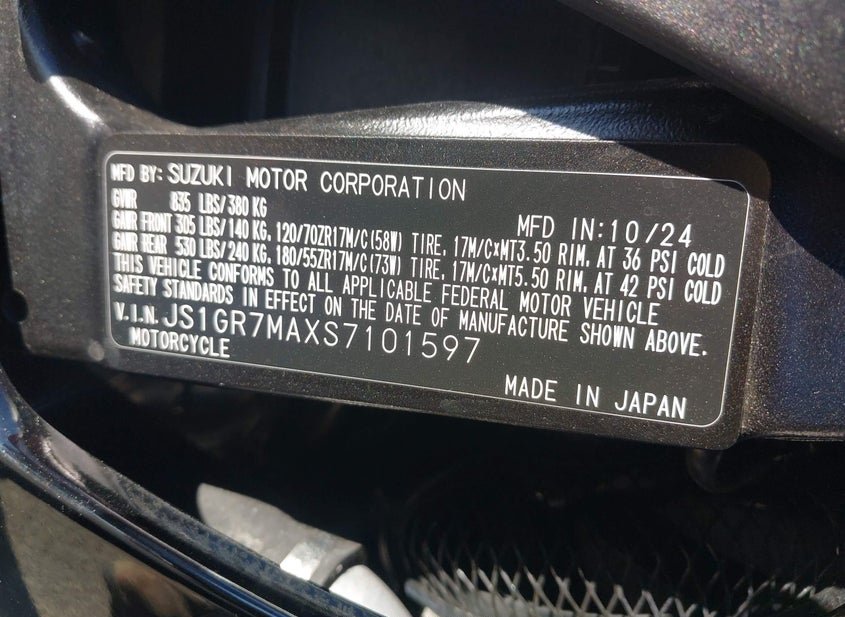 MFD BY: SUZUKI MOTOR CORPORATION
GVWR 835 LBS/380 KG MFD IN:10/24
GAWR FRONT 305 LBS/140 KG, 120/70ZR17M/C(58W) TIRE, 17M/C×MT3.50 RIM, AT 36 PSI COLD
GAWR REAR 530 LBS/240 KG, 180/55ZR17M/C(73W) TIRE, 17M/C×MT5.50 RIM, AT 42 PSI COLD
THIS VEHICLE CONFORMS TO ALL APPLICABLE FEDERAL MOTOR VEHICLE
SAFETY STANDARDS IN EFFECT ON THE DATE OF MANUFACTURE SHOWN ABOVE.
V.I.N. JS1GR7MAXS7101597
MOTORCYCLE
MADE IN JAPAN